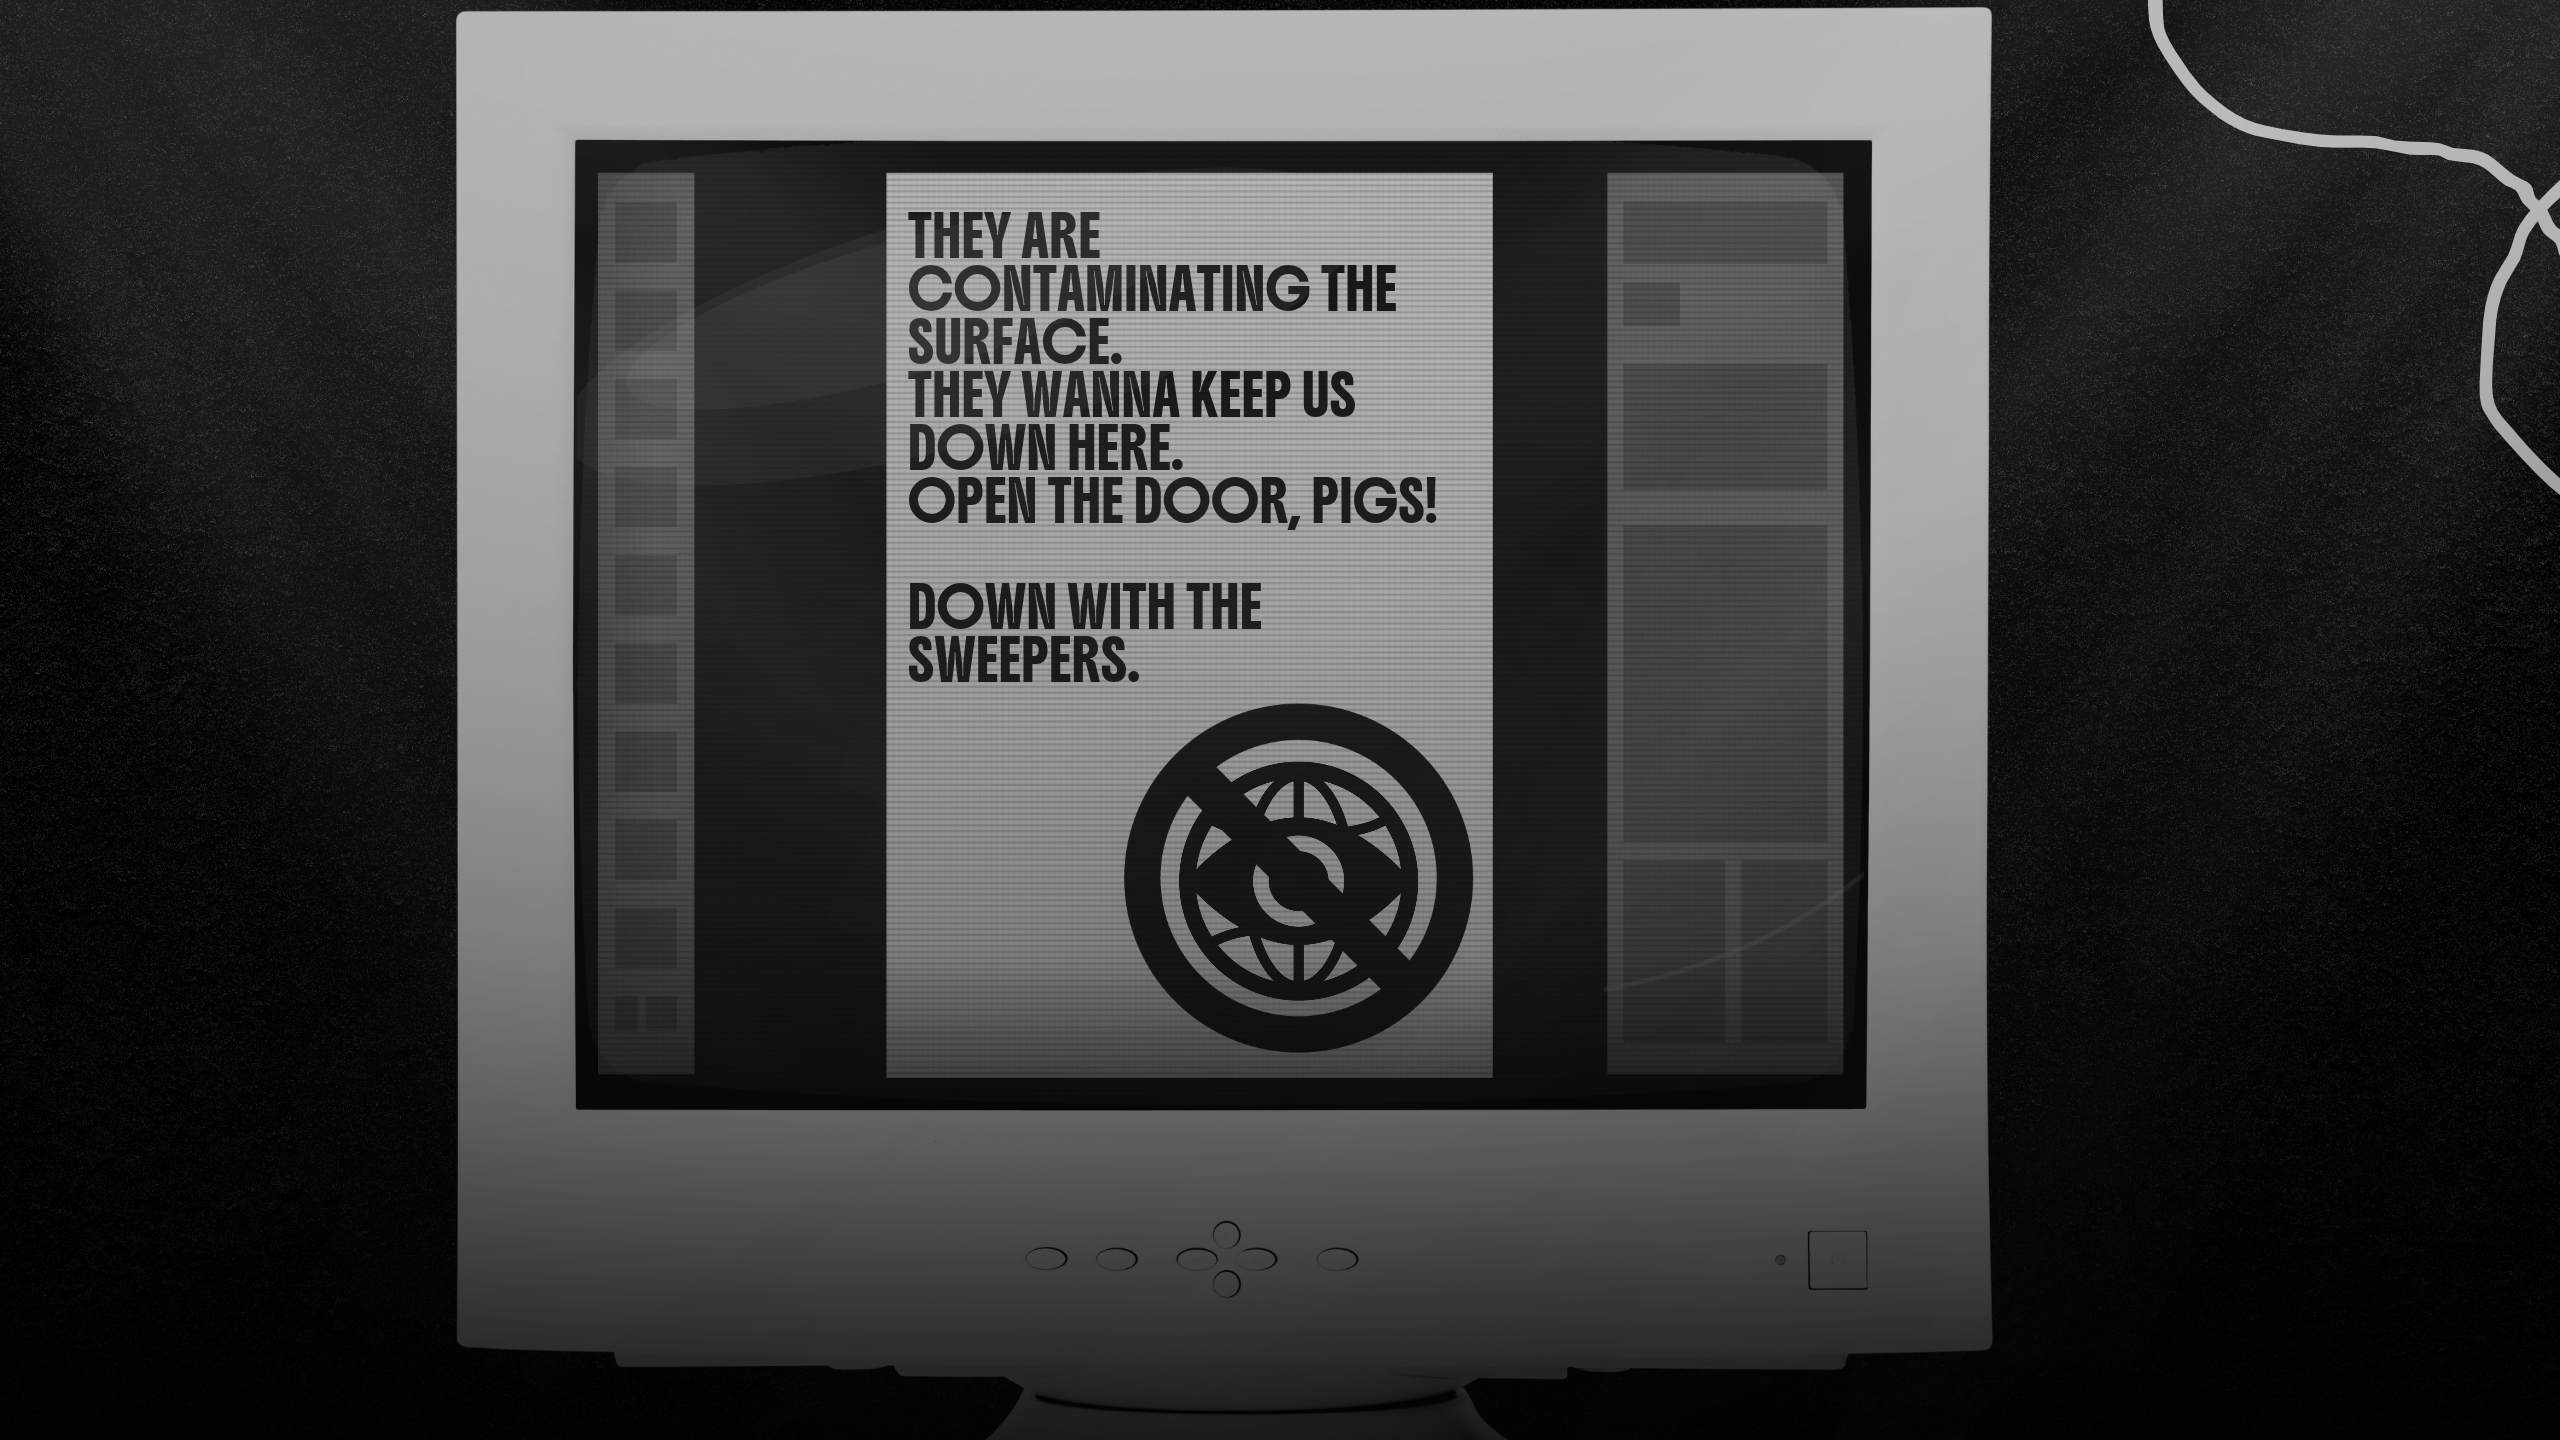 THEY ARE
CONTAMINATING THE
SURFACE.
THEY WANNA KEEP US
DOWN HERE.
OPEN THE DOOR, PIGS!
DOWN WITH THE
SWEEPERS.